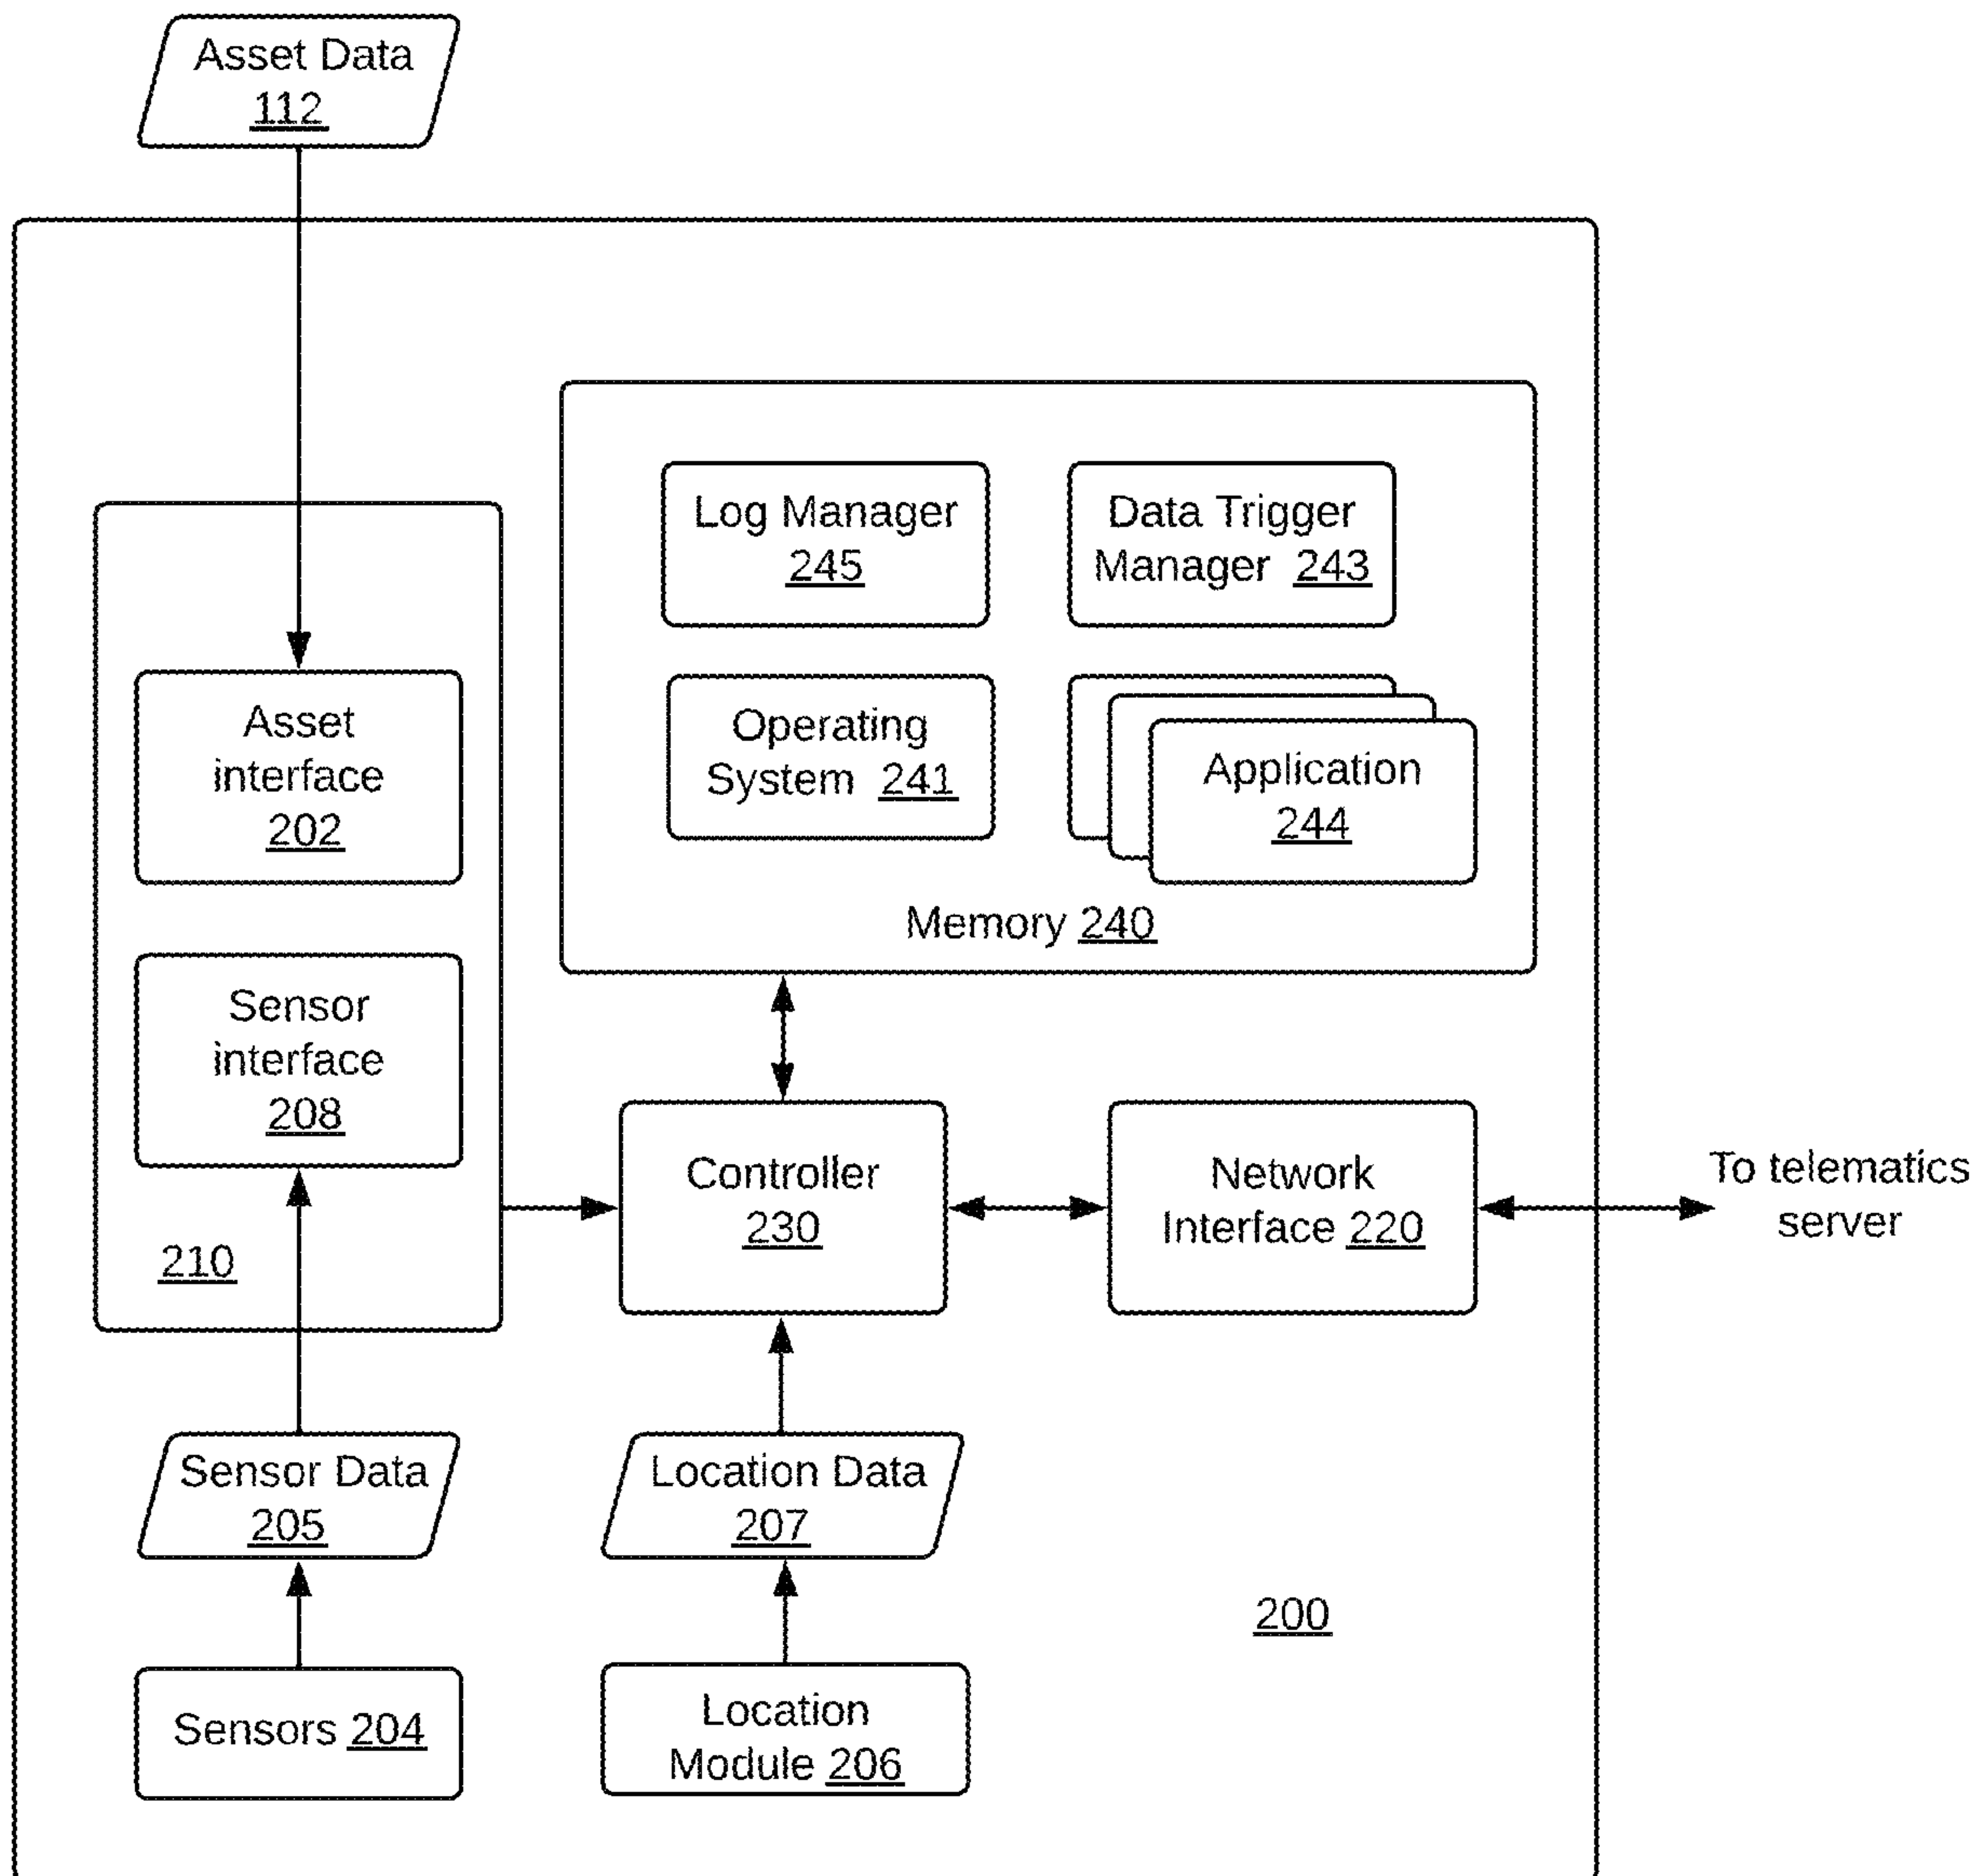 Asset Data
112
Log Manager
245
Data Trigger
Manager 243
Asset
interface
202
Operating
System 241
Application
244
Memory 240
Sensor
interface
208
210
Controller
230
Network
Interface 220
To telematics
server
Sensor Data
205
Location Data
207
200
Sensors 204
Location
Module 206